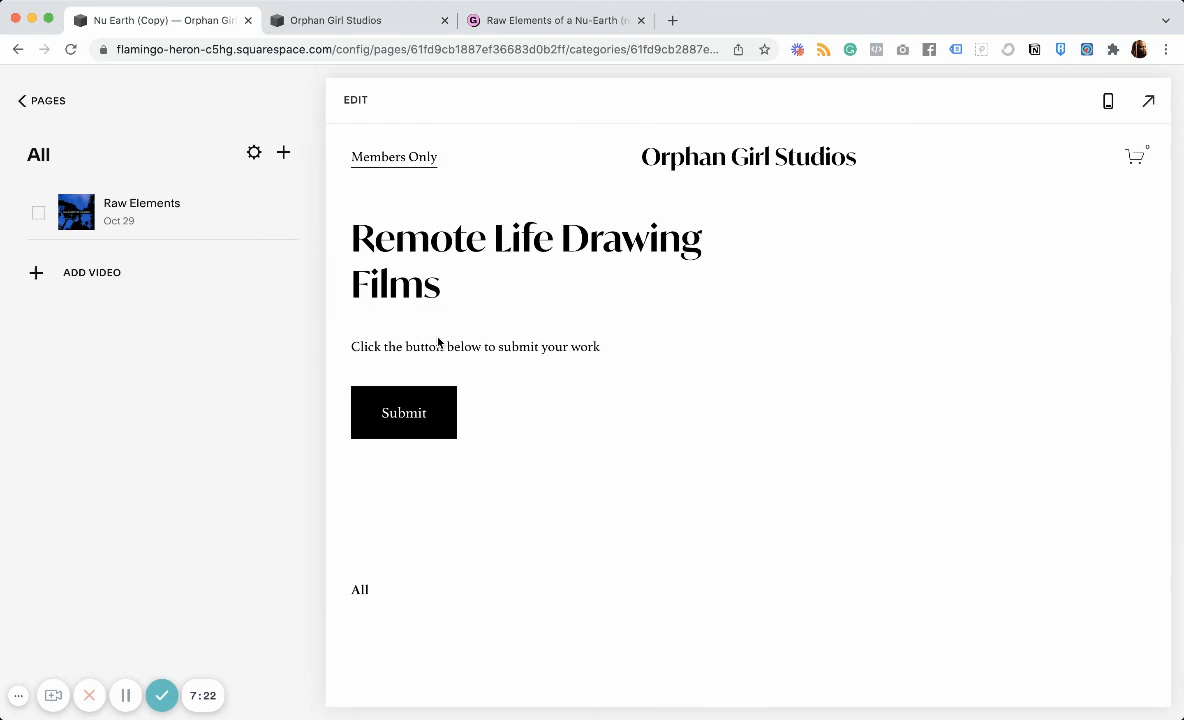 Nu Earth (Copy) — Orphan Gir
Orphan Girl Studios
Raw Elements of a Nu-Earth (r
flamingo-heron-c5hg.squarespace.com/config/pages/61fd9cb1887ef36683d0b2ff/categories/61fd9cb2887e...
PAGES
EDIT
All
Members Only
Orphan Girl Studios
0
Raw Elements
Oct 29
ADD VIDEO
Remote Life Drawing
Films
Click the button below to submit your work
Submit
All
7:22